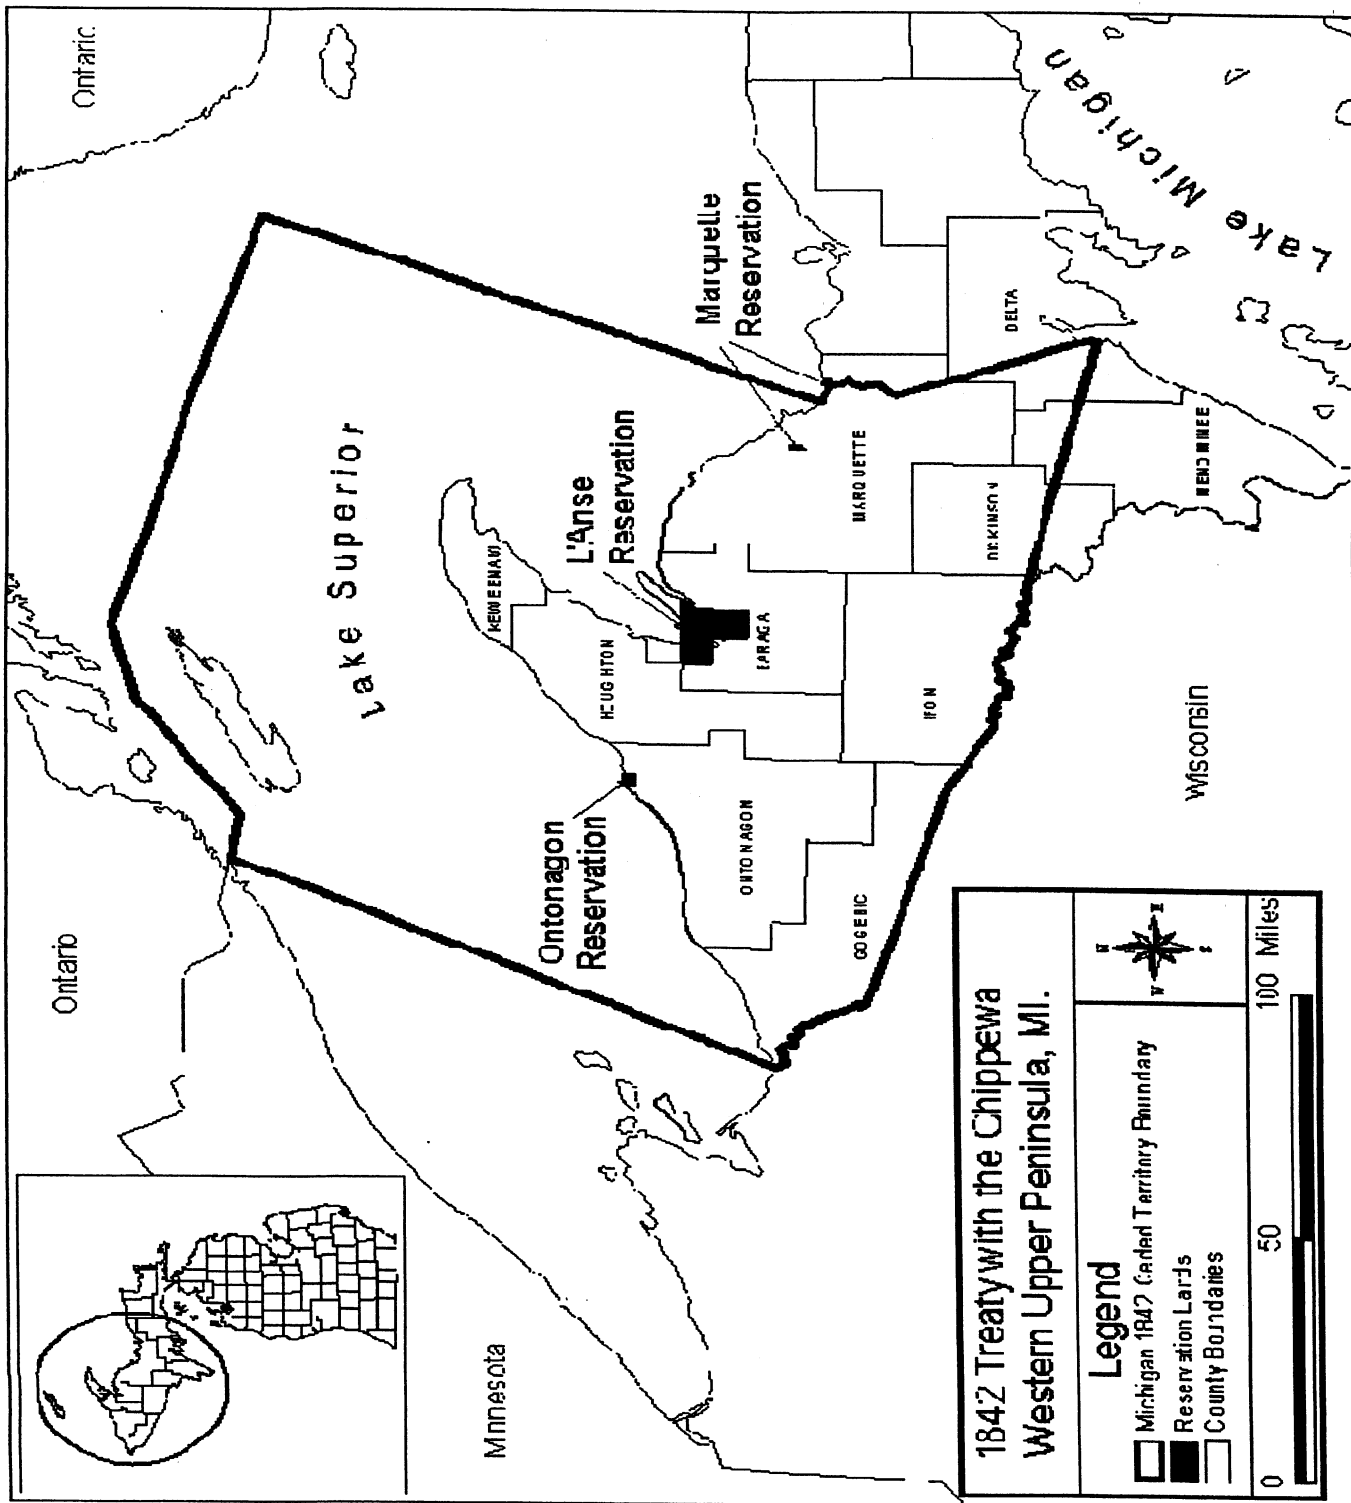 Ontario
Ontario
Minnesota
Lake Superior
Ontonagon
Reservation
L'Anse
Reservation
Marquette
Reservation
KEWEENAW
HOUGHTON
BARAGA
MARQUETTE
ONTONAGON
GOGEBIC
IRON
DICKINSON
DELTA
MENOMINEE
Lake Michigan
Wisconsin
1842 Treaty with the Chippewa
Western Upper Peninsula, MI.
Legend
Michigan 1842 Ceded Territory Boundary
Reservation Lands
County Boundaries
N
W
E
S
0
50
100 Miles